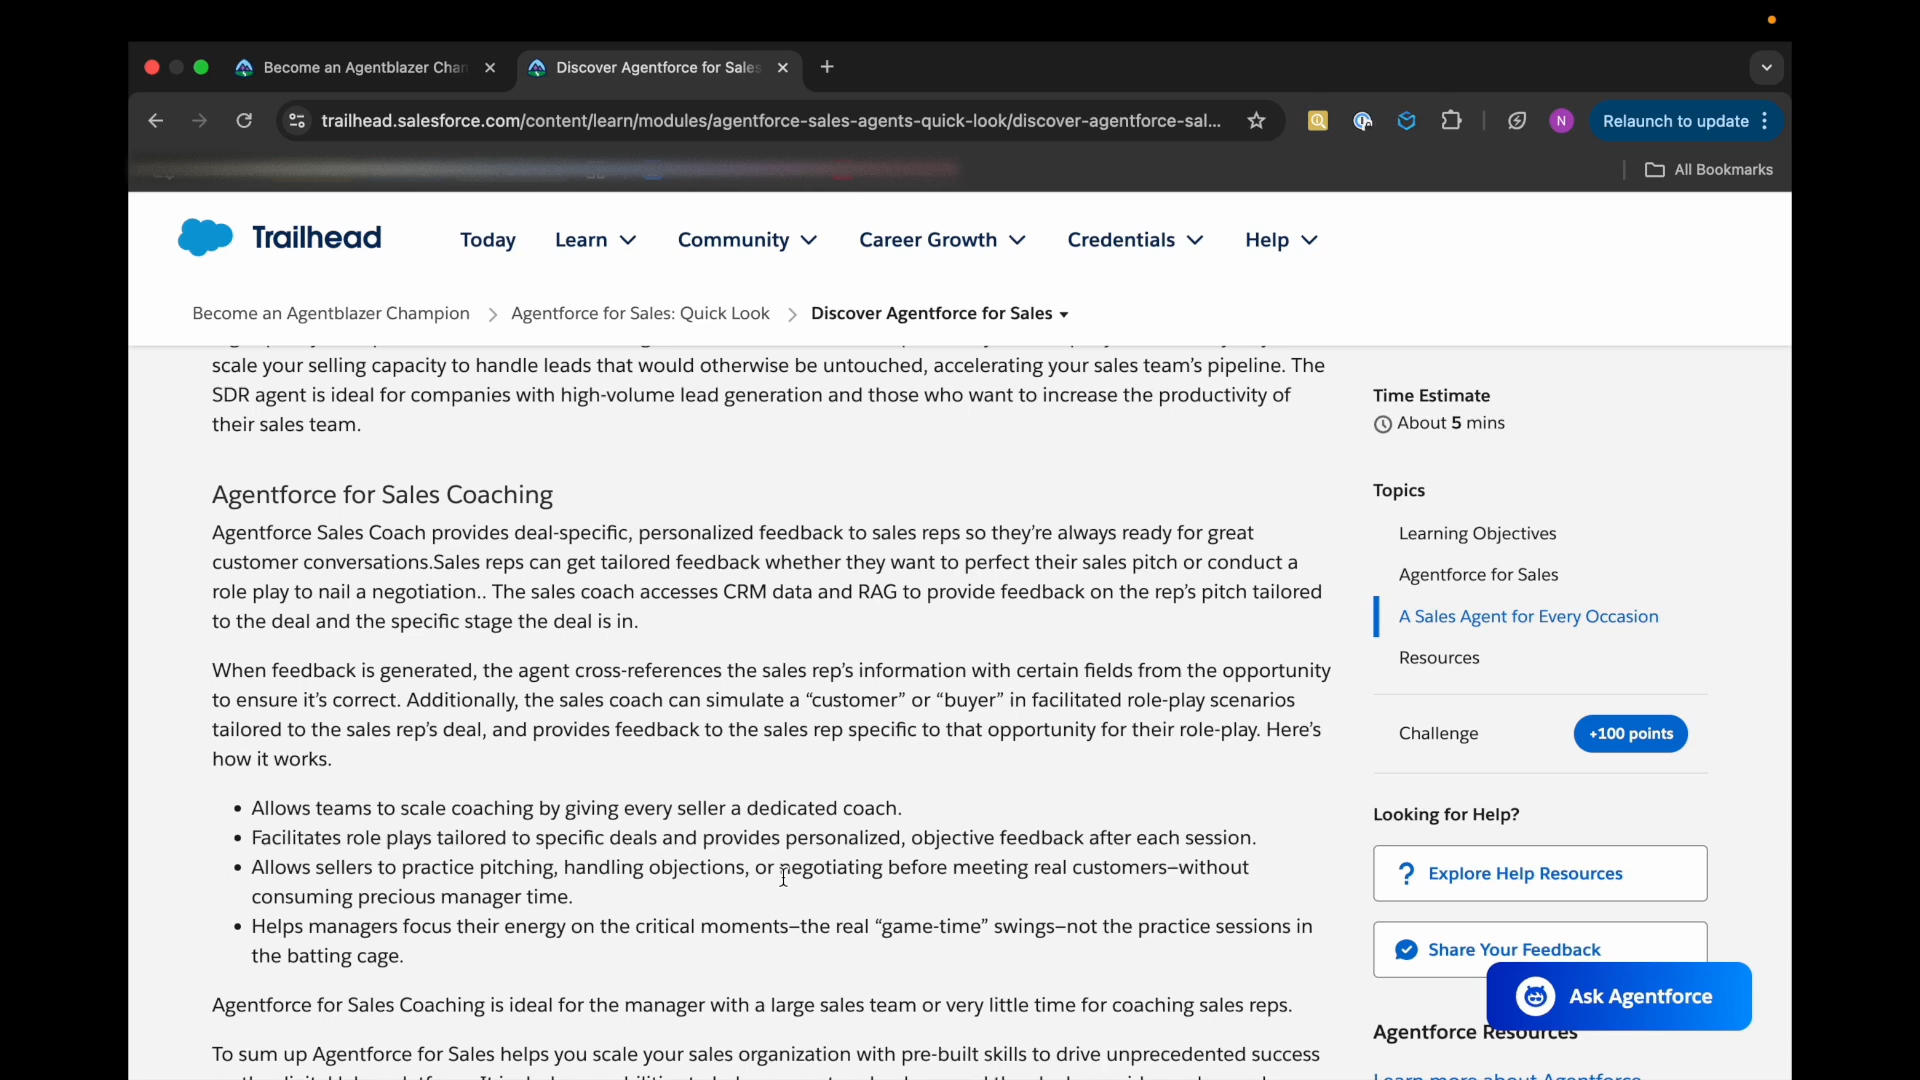 Become an Agentblazer Chan
Discover Agentforce for Sales
trailhead.salesforce.com/content/learn/modules/agentforce-sales-agents-quick-look/discover-agentforce-sal...
N
Relaunch to update
All Bookmarks
Trailhead
Today
Learn
Community
Career Growth
Credentials
Help
Become an Agentblazer Champion
Agentforce for Sales: Quick Look
Discover Agentforce for Sales
scale your selling capacity to handle leads that would otherwise be untouched, accelerating your sales team's pipeline. The
SDR agent is ideal for companies with high-volume lead generation and those who want to increase the productivity of
their sales team.
Agentforce for Sales Coaching
Agentforce Sales Coach provides deal-specific, personalized feedback to sales reps so they're always ready for great
customer conversations.Sales reps can get tailored feedback whether they want to perfect their sales pitch or conduct a
role play to nail a negotiation.. The sales coach accesses CRM data and RAG to provide feedback on the rep's pitch tailored
to the deal and the specific stage the deal is in.
When feedback is generated, the agent cross-references the sales rep's information with certain fields from the opportunity
to ensure it's correct. Additionally, the sales coach can simulate a “customer” or “buyer” in facilitated role-play scenarios
tailored to the sales rep's deal, and provides feedback to the sales rep specific to that opportunity for their role-play. Here's
how it works.
• Allows teams to scale coaching by giving every seller a dedicated coach.
• Facilitates role plays tailored to specific deals and provides personalized, objective feedback after each session.
• Allows sellers to practice pitching, handling objections, or negotiating before meeting real customers—without
consuming precious manager time.
• Helps managers focus their energy on the critical moments—the real “game-time” swings—not the practice sessions in
the batting cage.
Agentforce for Sales Coaching is ideal for the manager with a large sales team or very little time for coaching sales reps.
To sum up Agentforce for Sales helps you scale your sales organization with pre-built skills to drive unprecedented success
Time Estimate
About 5 mins
Topics
Learning Objectives
Agentforce for Sales
A Sales Agent for Every Occasion
Resources
Challenge
+100 points
Looking for Help?
Explore Help Resources
Share Your Feedback
Ask Agentforce
Agentforce Resources
Learn more about Agentforce